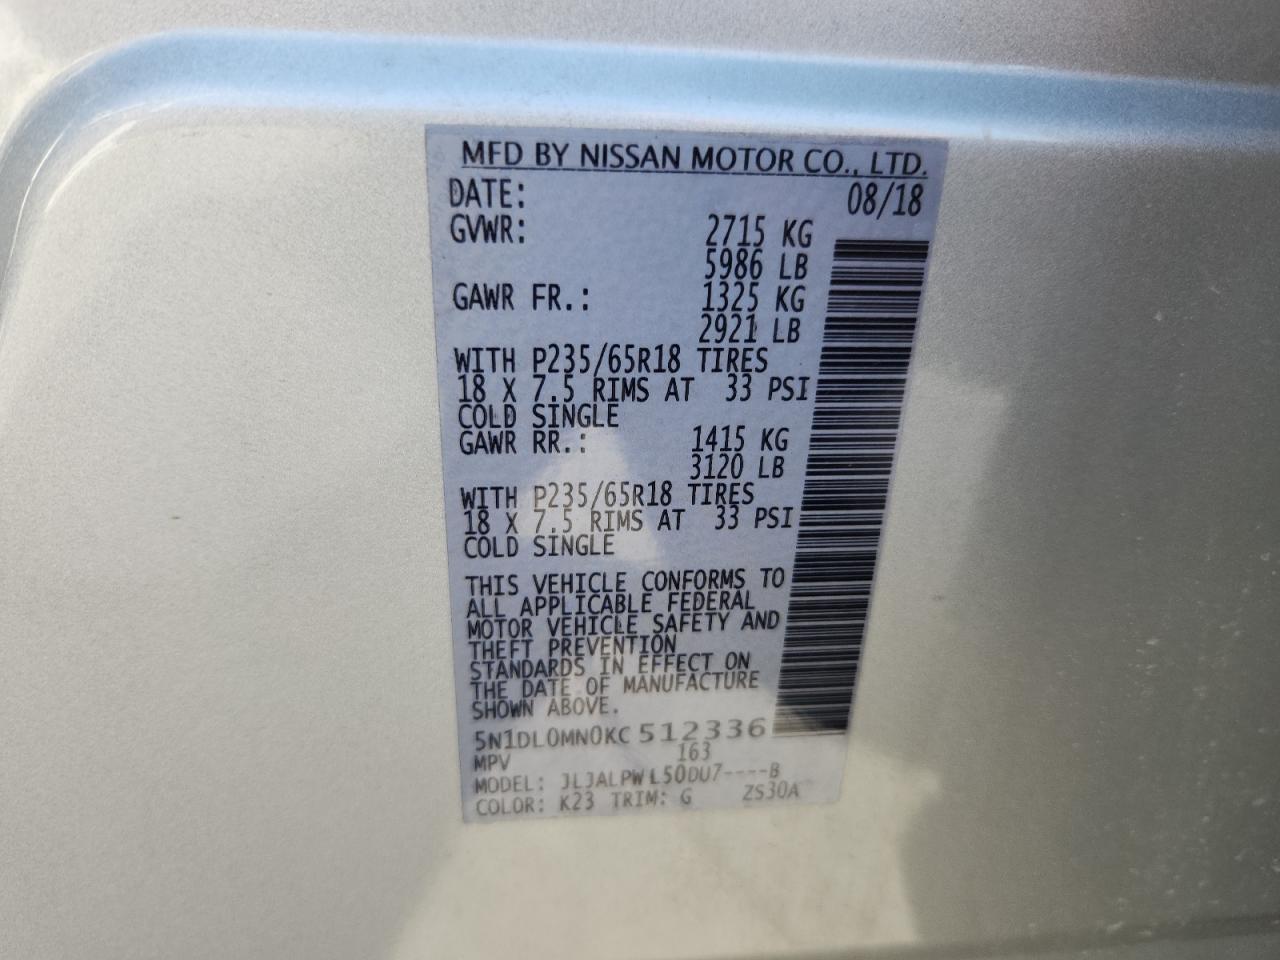 MFD BY NISSAN MOTOR CO., LTD.
DATE: 08/18
GVWR: 2715 KG
5986 LB
GAWR FR.: 1325 KG
2921 LB
WITH P235/65R18 TIRES
18 X 7.5 RIMS AT 33 PSI
COLD SINGLE
GAWR RR.: 1415 KG
3120 LB
WITH P235/65R18 TIRES
18 X 7.5 RIMS AT 33 PSI
COLD SINGLE
THIS VEHICLE CONFORMS TO
ALL APPLICABLE FEDERAL
MOTOR VEHICLE SAFETY AND
THEFT PREVENTION
STANDARDS IN EFFECT ON
THE DATE OF MANUFACTURE
SHOWN ABOVE.
5N1DL0MN0KC512336
MPV 163
MODEL: JLJALPWL50DU7----B
COLOR: K23 TRIM: G ZS30A